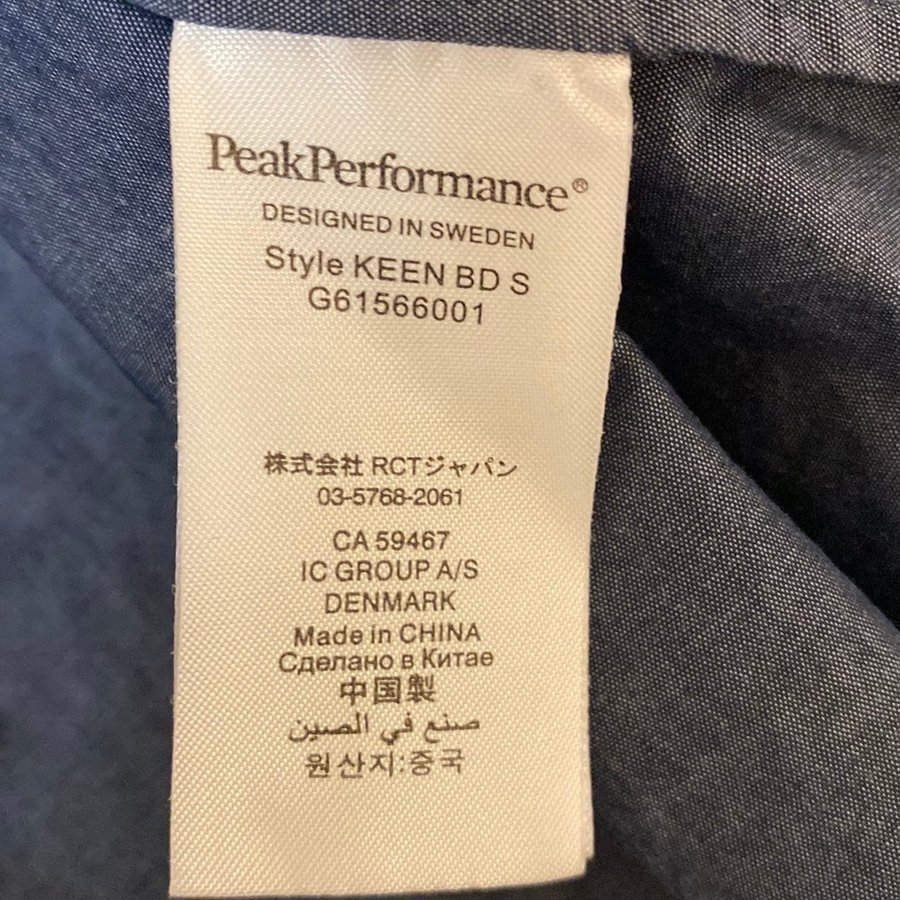 PeakPerformance®
DESIGNED IN SWEDEN
Style KEEN BD S
G61566001
株式会社 RCTジャパン
03-5768-2061
CA 59467
IC GROUP A/S
DENMARK
Made in CHINA
Сделано в Китае
中国製
صنع في الصين
원산지:중국